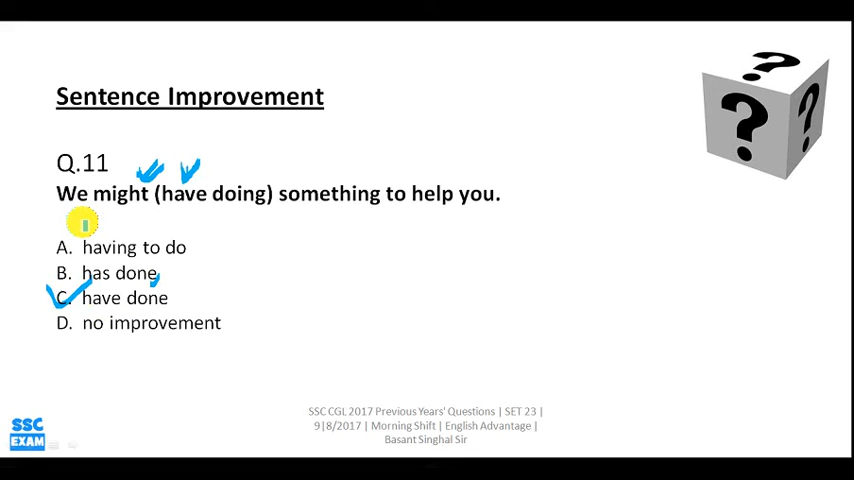 Sentence Improvement
Q.11
We might (have doing) something to help you.
A. having to do
B. has done
C. have done
D. no improvement
SSC CGL 2017 Previous Years' Questions | SET 23 |
9|8/2017 | Morning Shift | English Advantage |
Basant Singhal Sir
SSC
EXAM
? ? ?